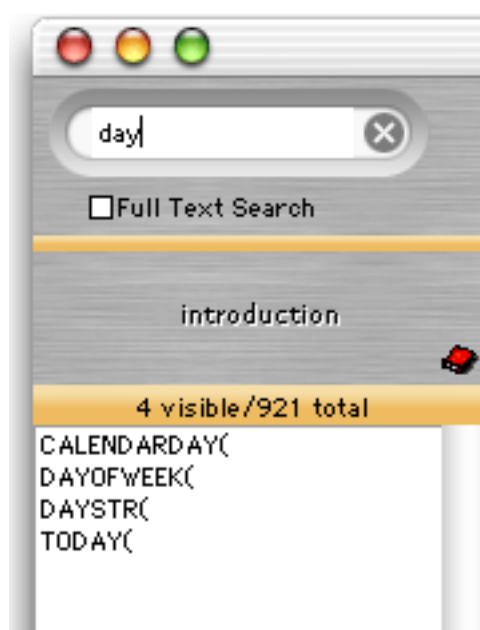 day
Full Text Search
introduction
4 visible/921 total
CALENDARDAY(
DAYOFWEEK(
DAYSTR(
TODAY(